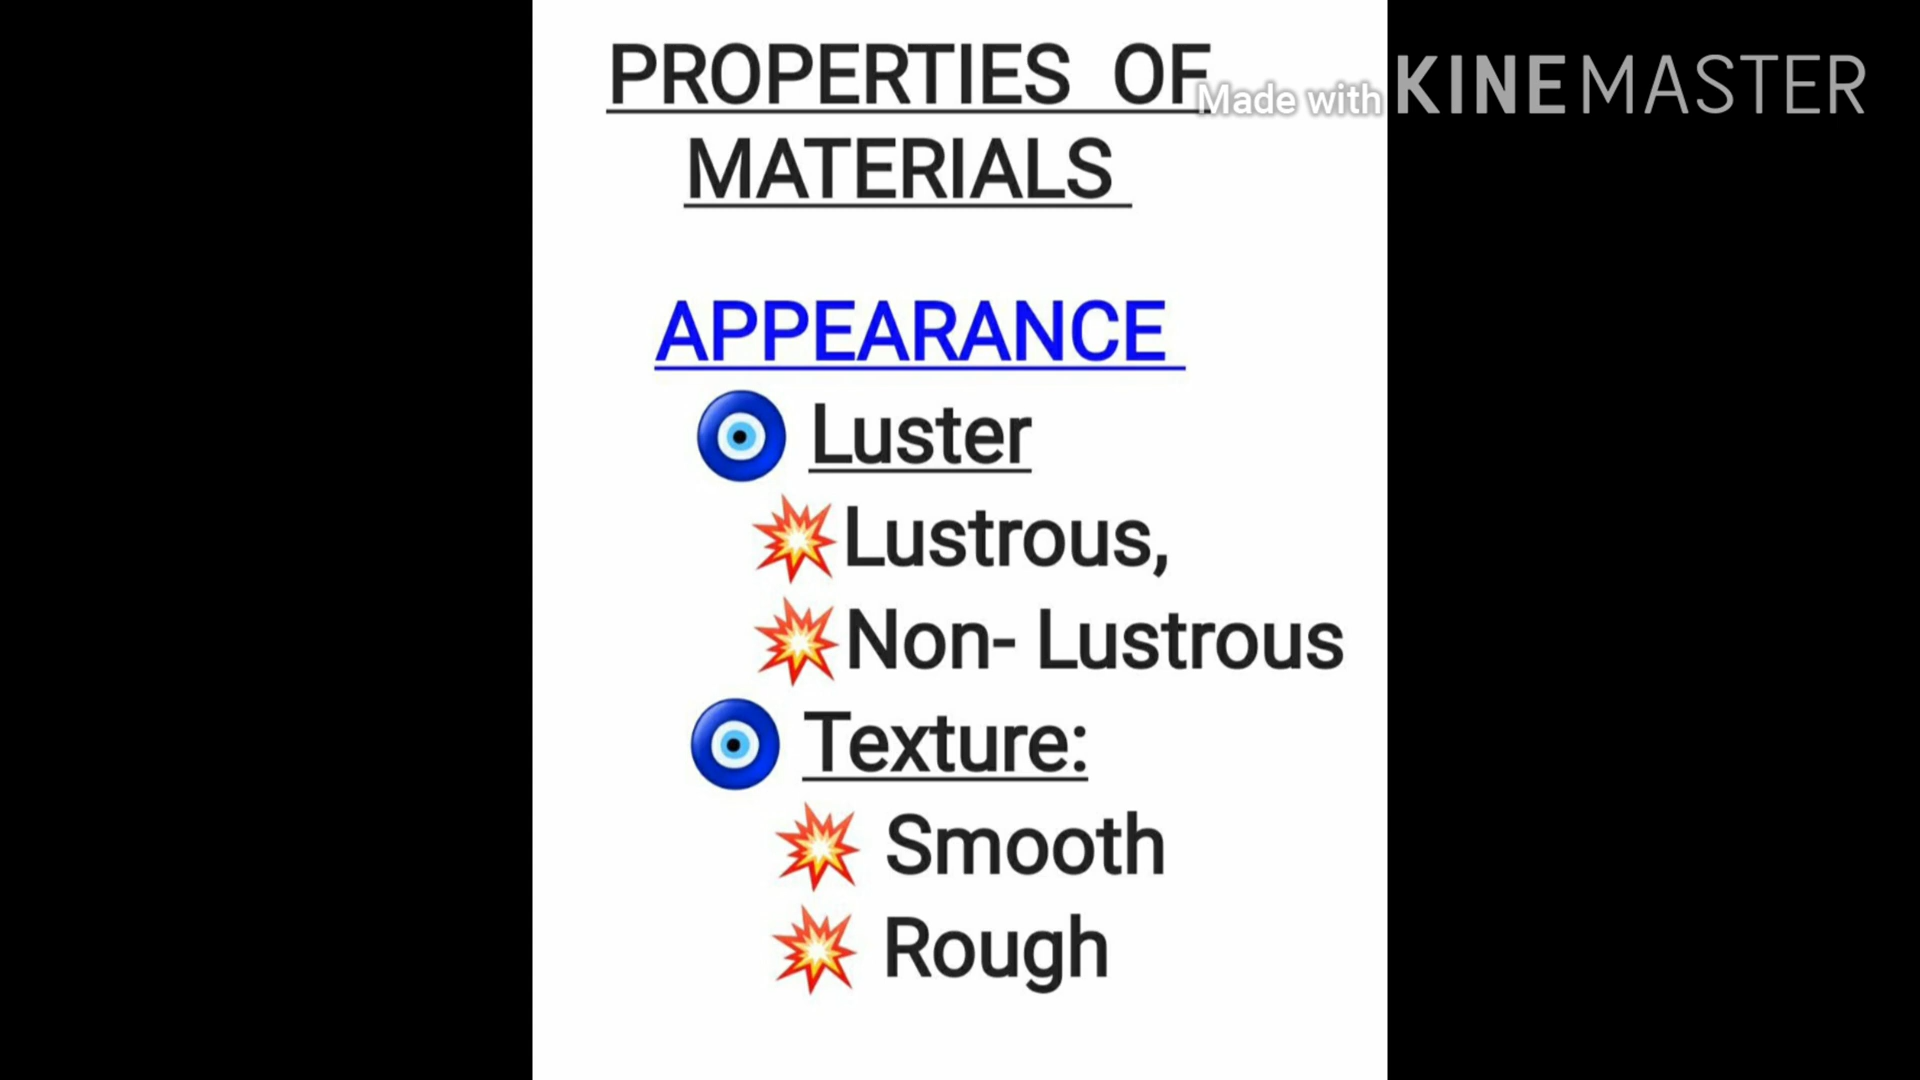 PROPERTIES OF
Made with KINEMASTER
MATERIALS
APPEARANCE
Luster
Lustrous,
Non- Lustrous
Texture:
Smooth
Rough